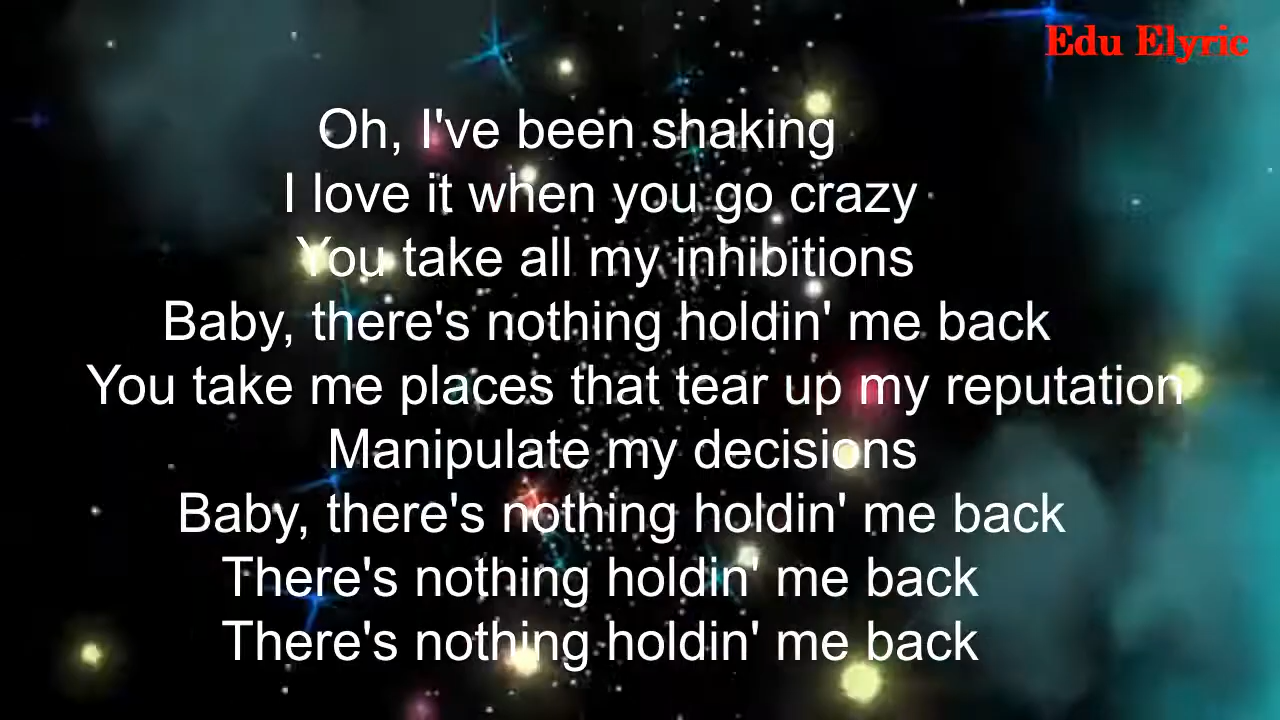 Edu Elyric
Oh, I've been shaking
I love it when you go crazy
You take all my inhibitions
Baby, there's nothing holdin' me back
You take me places that tear up my reputation
Manipulate my decisions
Baby, there's nothing holdin' me back
There's nothing holdin' me back
There's nothing holdin' me back